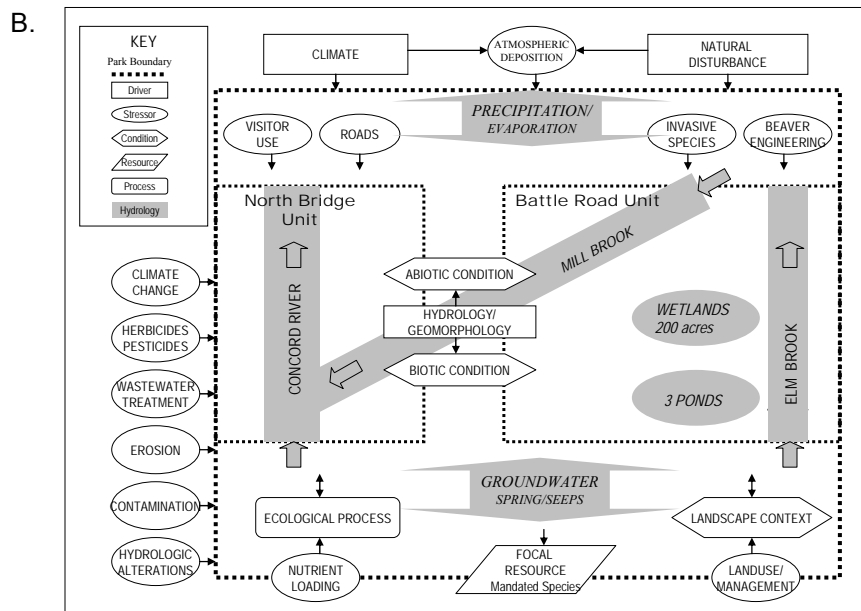 B.
KEY
Park Boundary
Driver
Stressor
Condition
Resource
Process
Hydrology
CLIMATE
ATMOSPHERIC
DEPOSITION
NATURAL
DISTURBANCE
PRECIPITATION/
EVAPORATION
VISITOR
USE
ROADS
INVASIVE
SPECIES
BEAVER
ENGINEERING
North Bridge
Unit
Battle Road Unit
CONCORD RIVER
MILL BROOK
ELM BROOK
ABIOTIC CONDITION
HYDROLOGY/
GEOMORPHOLOGY
BIOTIC CONDITION
WETLANDS
200 acres
3 PONDS
CLIMATE
CHANGE
HERBICIDES
PESTICIDES
WASTEWATER
TREATMENT
EROSION
CONTAMINATION
HYDROLOGIC
ALTERATIONS
GROUNDWATER
SPRING/SEEPS
ECOLOGICAL PROCESS
LANDSCAPE CONTEXT
NUTRIENT
LOADING
FOCAL
RESOURCE
Mandated Species
LANDUSE/
MANAGEMENT